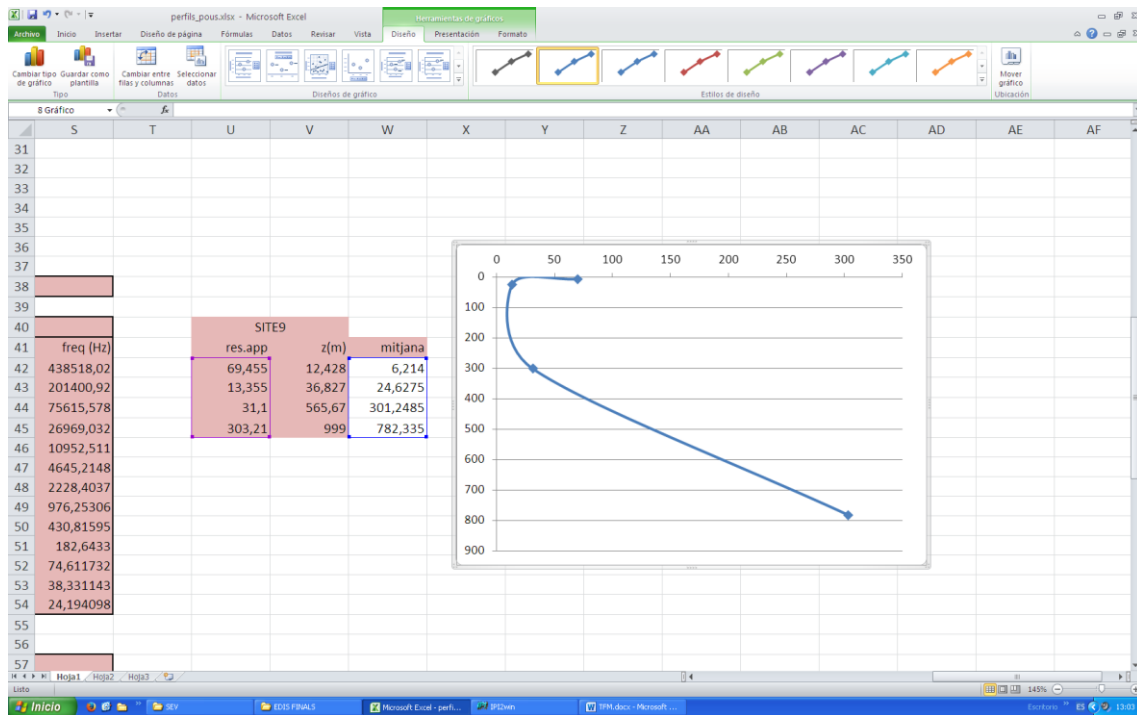 perfils_pous.xlsx - Microsoft Excel
Herramientas de gráficos
Archivo Inicio Insertar Diseño de página Fórmulas Datos Revisar Vista Diseño Presentación Formato
Cambiar tipo de gráfico
Guardar como plantilla
Cambiar entre filas y columnas
Seleccionar datos
Mover gráfico
Tipo Datos Diseños de gráfico Estilos de diseño Ubicación
8 Gráfico fx
S T U V W X Y Z AA AB AC AD AE AF
31
32
33
34
35
36
37
38
39
40 SITE9
41 freq (Hz) res.app z(m) mitjana
42 438518,02 69,455 12,428 6,214
43 201400,92 13,355 36,827 24,6275
44 75615,578 31,1 565,67 301,2485
45 26969,032 303,21 999 782,335
46 10952,511
47 4645,2148
48 2228,4037
49 976,25306
50 430,81595
51 182,6433
52 74,611732
53 38,331143
54 24,194098
55
56
57
0 50 100 150 200 250 300 350
0
100
200
300
400
500
600
700
800
900
Hoja1 Hoja2 Hoja3
Listo 145%
Inicio SEV EDIS FINALS Microsoft Excel - perfi... IPI2win TFM.docx - Microsoft ... Escritorio ES 13:03